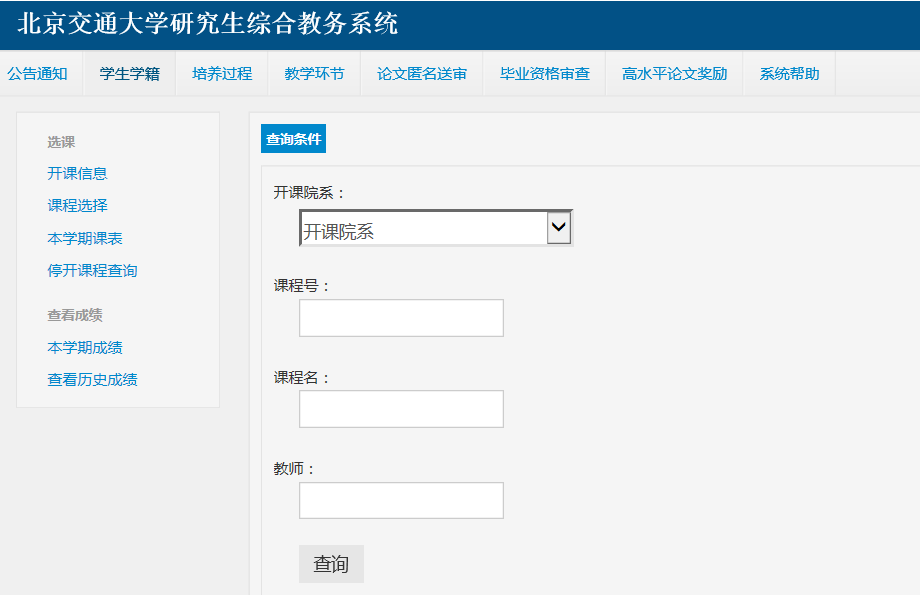 北京交通大学研究生综合教务系统
公告通知 学生学籍 培养过程 教学环节 论文匿名送审 毕业资格审查 高水平论文奖励 系统帮助
选课
开课信息
课程选择
本学期课表
停开课程查询
查看成绩
本学期成绩
查看历史成绩
查询条件
开课院系：
开课院系
课程号：
课程名：
教师：
查询